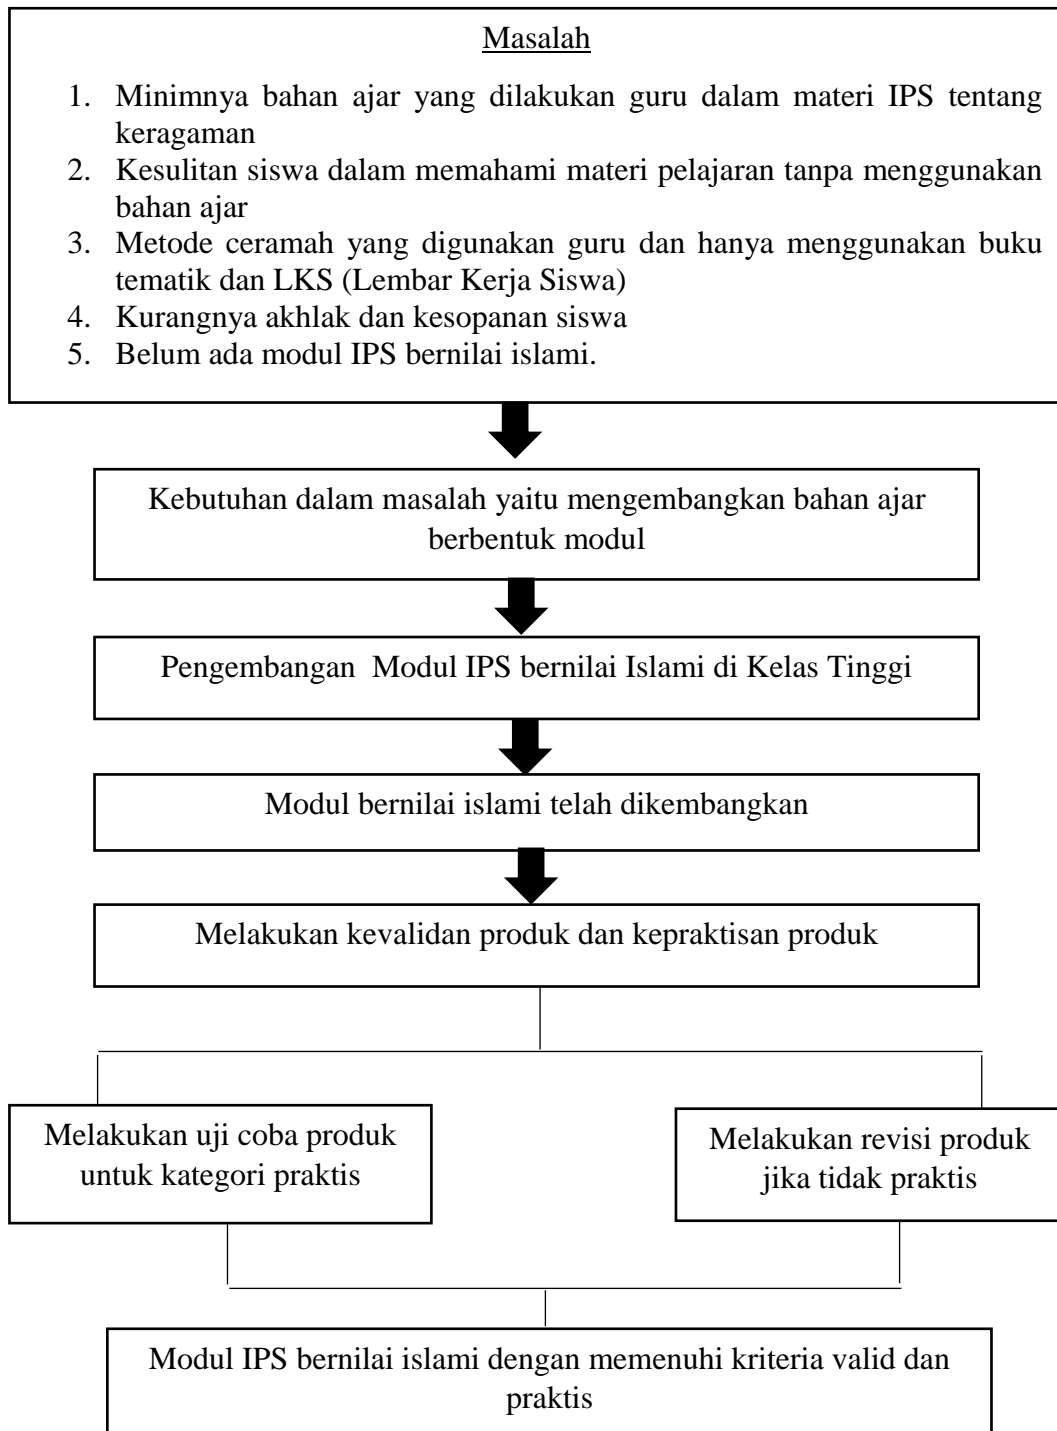 Masalah
1. Minimnya bahan ajar yang dilakukan guru dalam materi IPS tentang
keragaman
2. Kesulitan siswa dalam memahami materi pelajaran tanpa menggunakan
bahan ajar
3. Metode ceramah yang digunakan guru dan hanya menggunakan buku
tematik dan LKS (Lembar Kerja Siswa)
4. Kurangnya akhlak dan kesopanan siswa
5. Belum ada modul IPS bernilai islami.
Kebutuhan dalam masalah yaitu mengembangkan bahan ajar
berbentuk modul
Pengembangan Modul IPS bernilai Islami di Kelas Tinggi
Modul bernilai islami telah dikembangkan
Melakukan kevalidan produk dan kepraktisan produk
Melakukan uji coba produk
untuk kategori praktis
Melakukan revisi produk
jika tidak praktis
Modul IPS bernilai islami dengan memenuhi kriteria valid dan
praktis